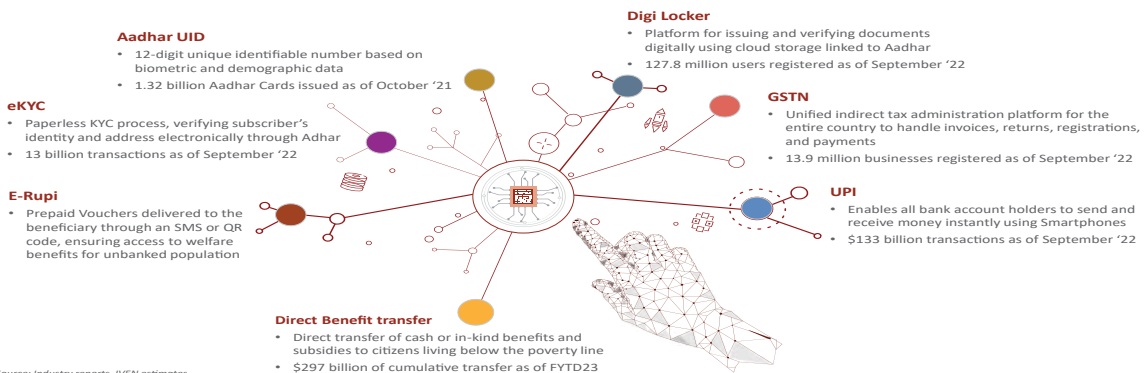 Aadhar UID
• 12-digit unique identifiable number based on
biometric and demographic data
• 1.32 billion Aadhar Cards issued as of October ‘21
eKYC
• Paperless KYC process, verifying subscriber’s
identity and address electronically through Adhar
• 13 billion transactions as of September ‘22
E-Rupi
• Prepaid Vouchers delivered to the
beneficiary through an SMS or QR
code, ensuring access to welfare
benefits for unbanked population
Direct Benefit transfer
• Direct transfer of cash or in-kind benefits and
subsidies to citizens living below the poverty line
• $297 billion of cumulative transfer as of FYTD23
Digi Locker
• Platform for issuing and verifying documents
digitally using cloud storage linked to Aadhar
• 127.8 million users registered as of September ‘22
GSTN
• Unified indirect tax administration platform for the
entire country to handle invoices, returns, registrations,
and payments
• 13.9 million businesses registered as of September ‘22
UPI
• Enables all bank account holders to send and
receive money instantly using Smartphones
• $133 billion transactions as of September ‘22